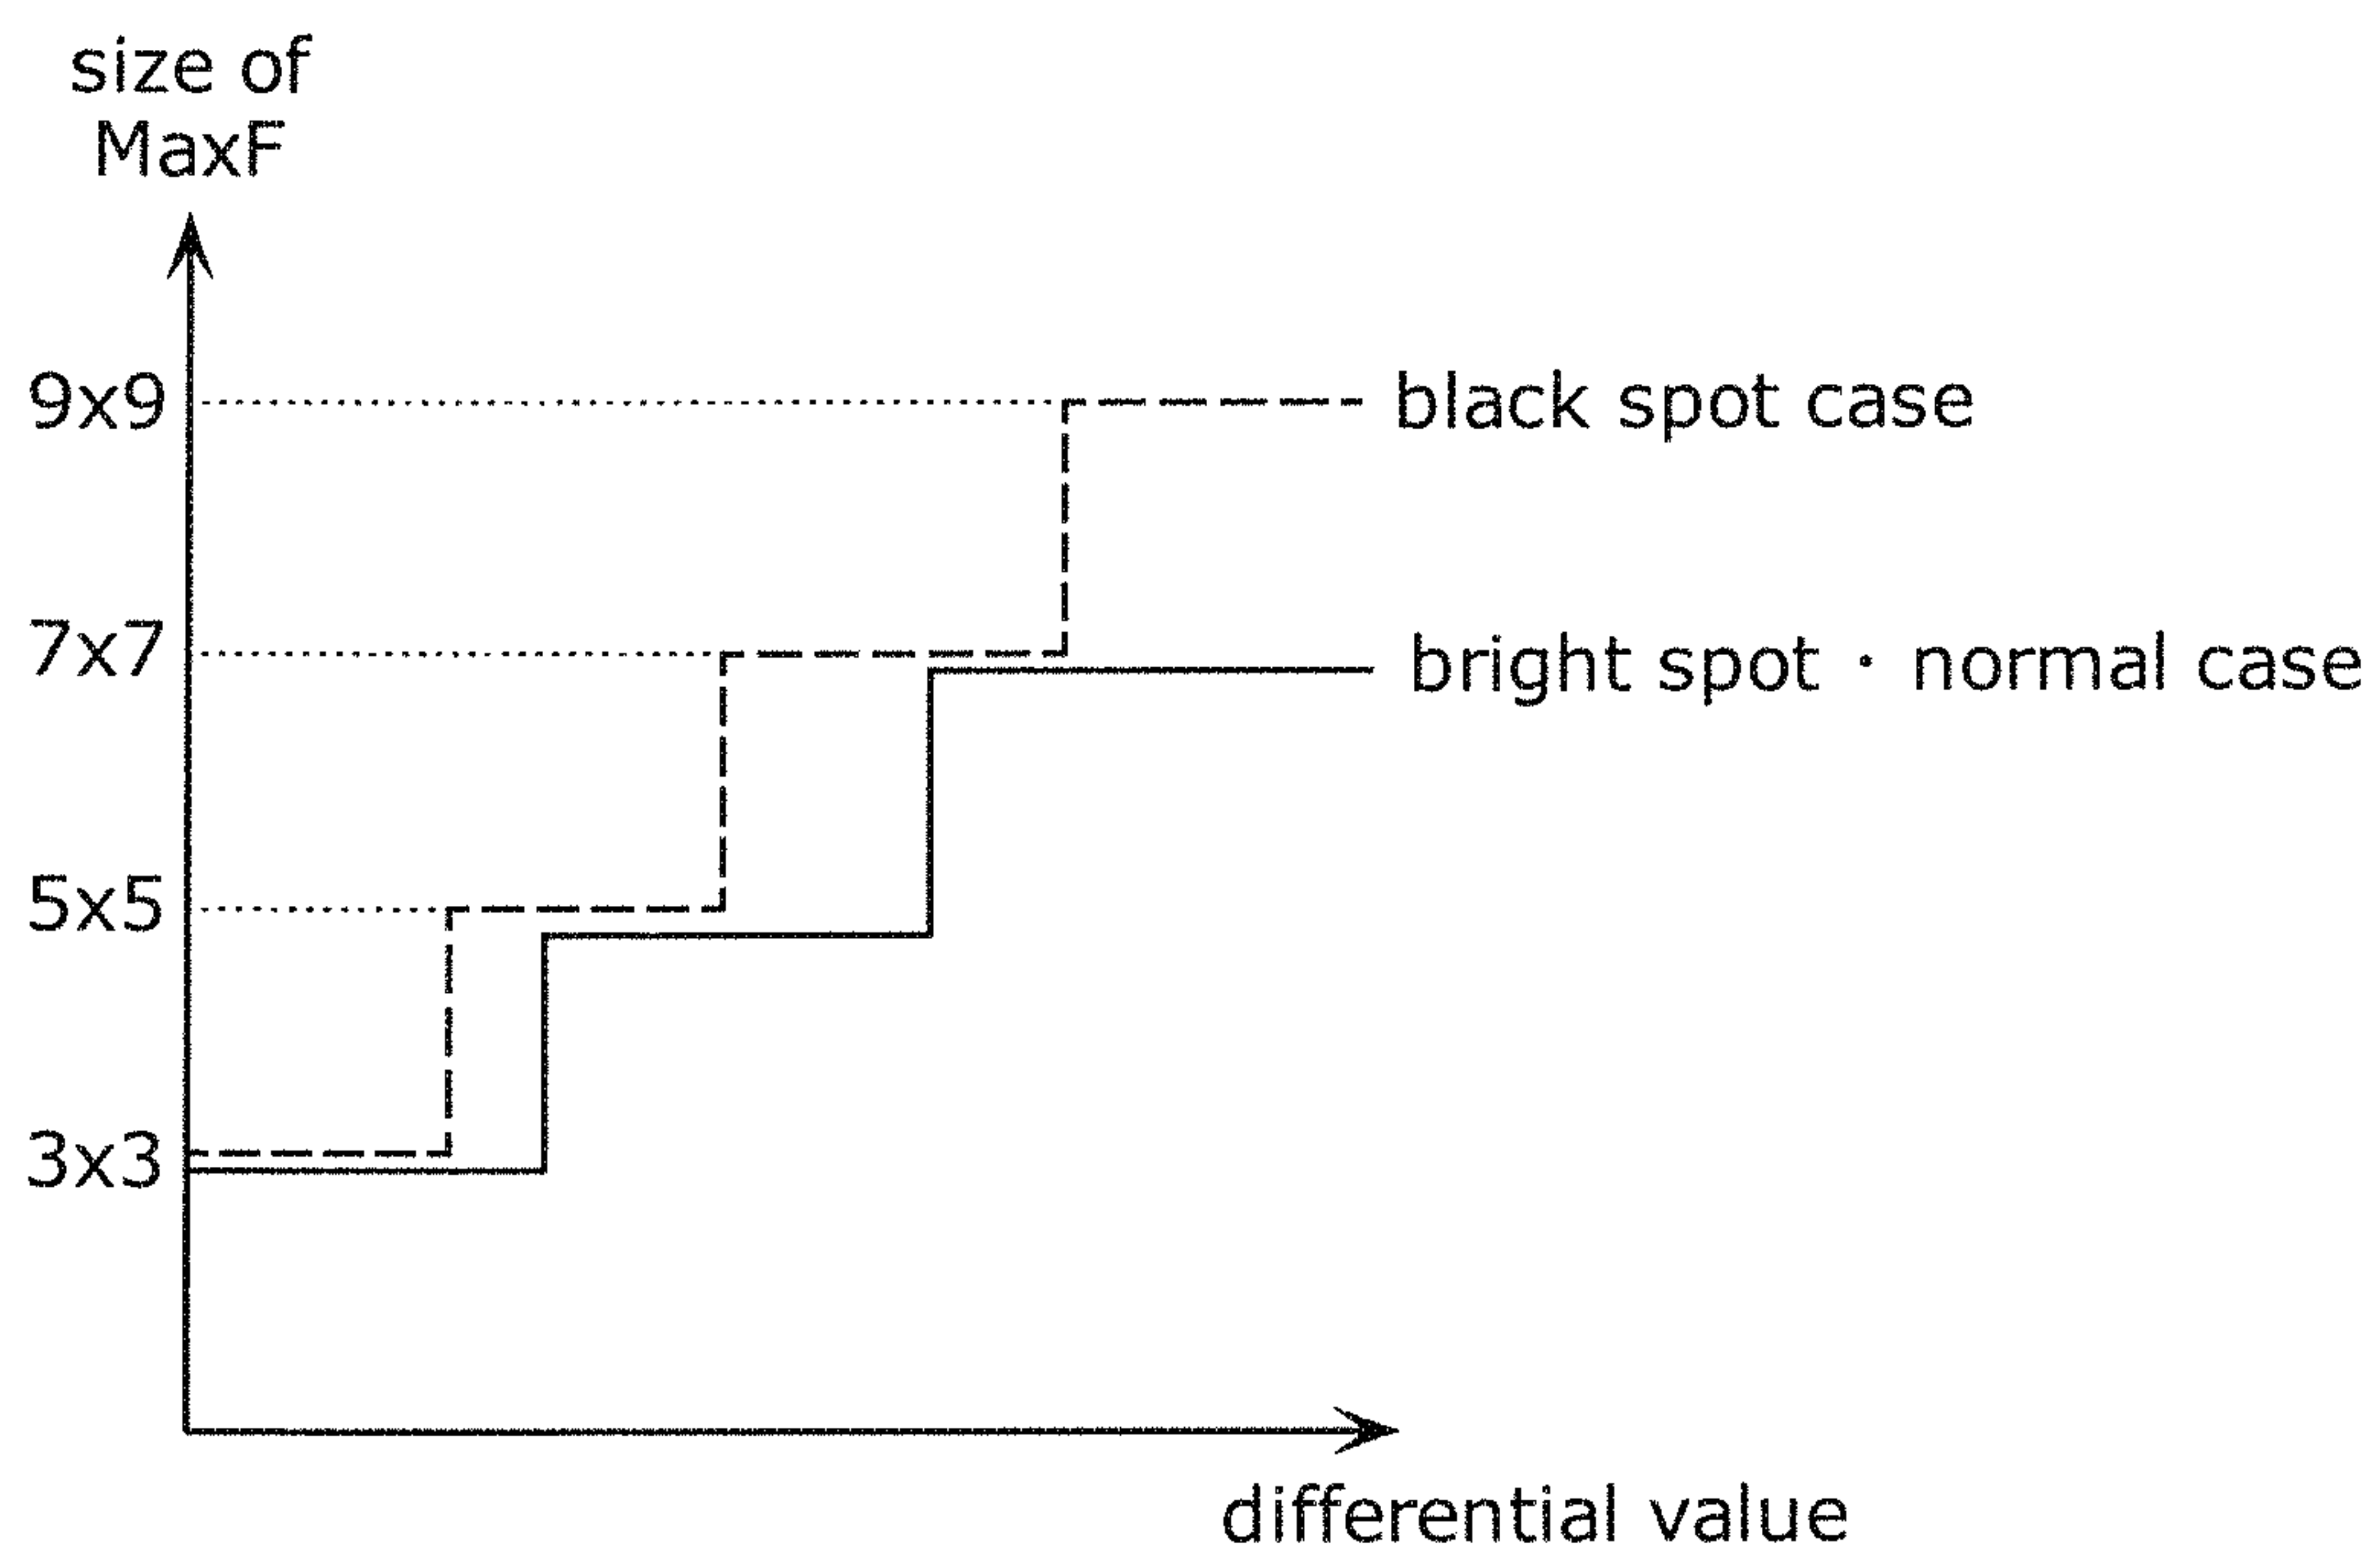 size of
MaxF
9x9
black spot case
7x7
bright spot · normal case
5x5
3x3
differential value